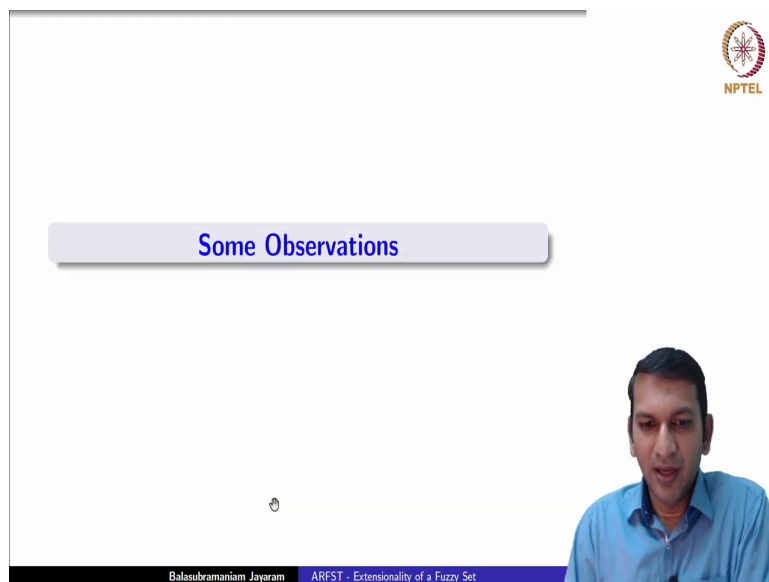 NPTEL
Some Observations
Balasubramaniam Jayaram ARFST - Extensionality of a Fuzzy Set